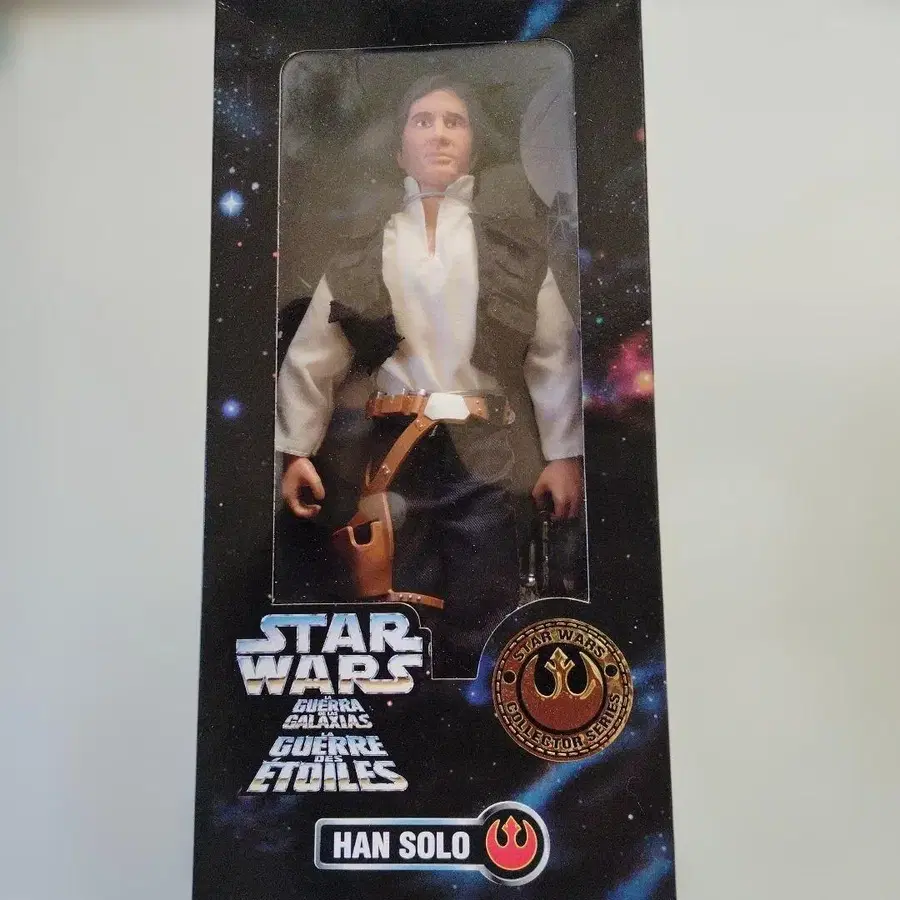 STAR
WARS
LA
GUERRA
DE LAS
GALAXIAS
LA
GUERRE
DES
ÉTOILES
STAR WARS
COLLECTOR SERIES
HAN SOLO